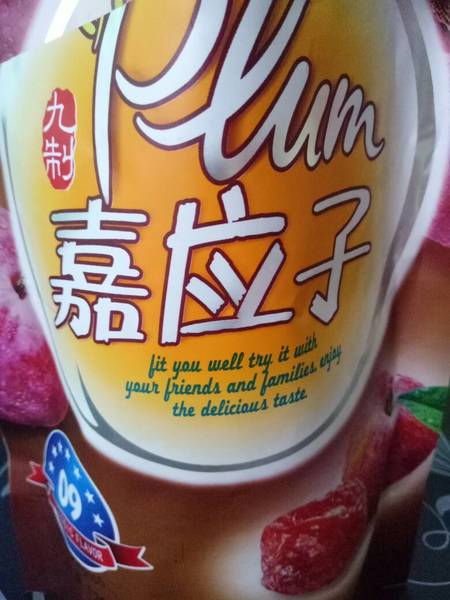 Plum
九制
嘉应子
fit you well try it with
your friends and families, enjoy
the delicious taste
09
FLAVOR